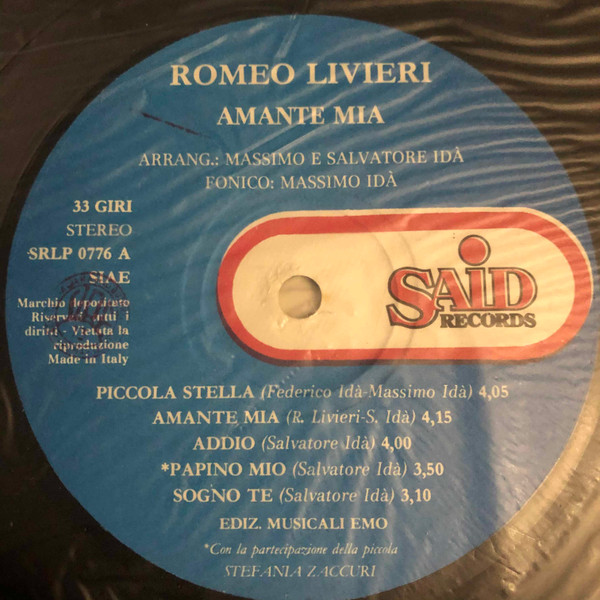 ROMEO LIVIERI
AMANTE MIA
ARRANG.: MASSIMO E SALVATORE IDÀ
FONICO: MASSIMO IDÀ
33 GIRI
STEREO
SRLP 0776 A
SIAE
Marchio depositato
Riservati tutti i
diritti - Vietata la
riproduzione
Made in Italy
SAID
RECORDS
PICCOLA STELLA (Federico Idà-Massimo Idà) 4,05
AMANTE MIA (R. Livieri-S. Idà) 4,15
ADDIO (Salvatore Idà) 4,00
*PAPINO MIO (Salvatore Idà) 3,50
SOGNO TE (Salvatore Idà) 3,10
EDIZ. MUSICALI EMO
*Con la partecipazione della piccola
STEFANIA ZACCURI